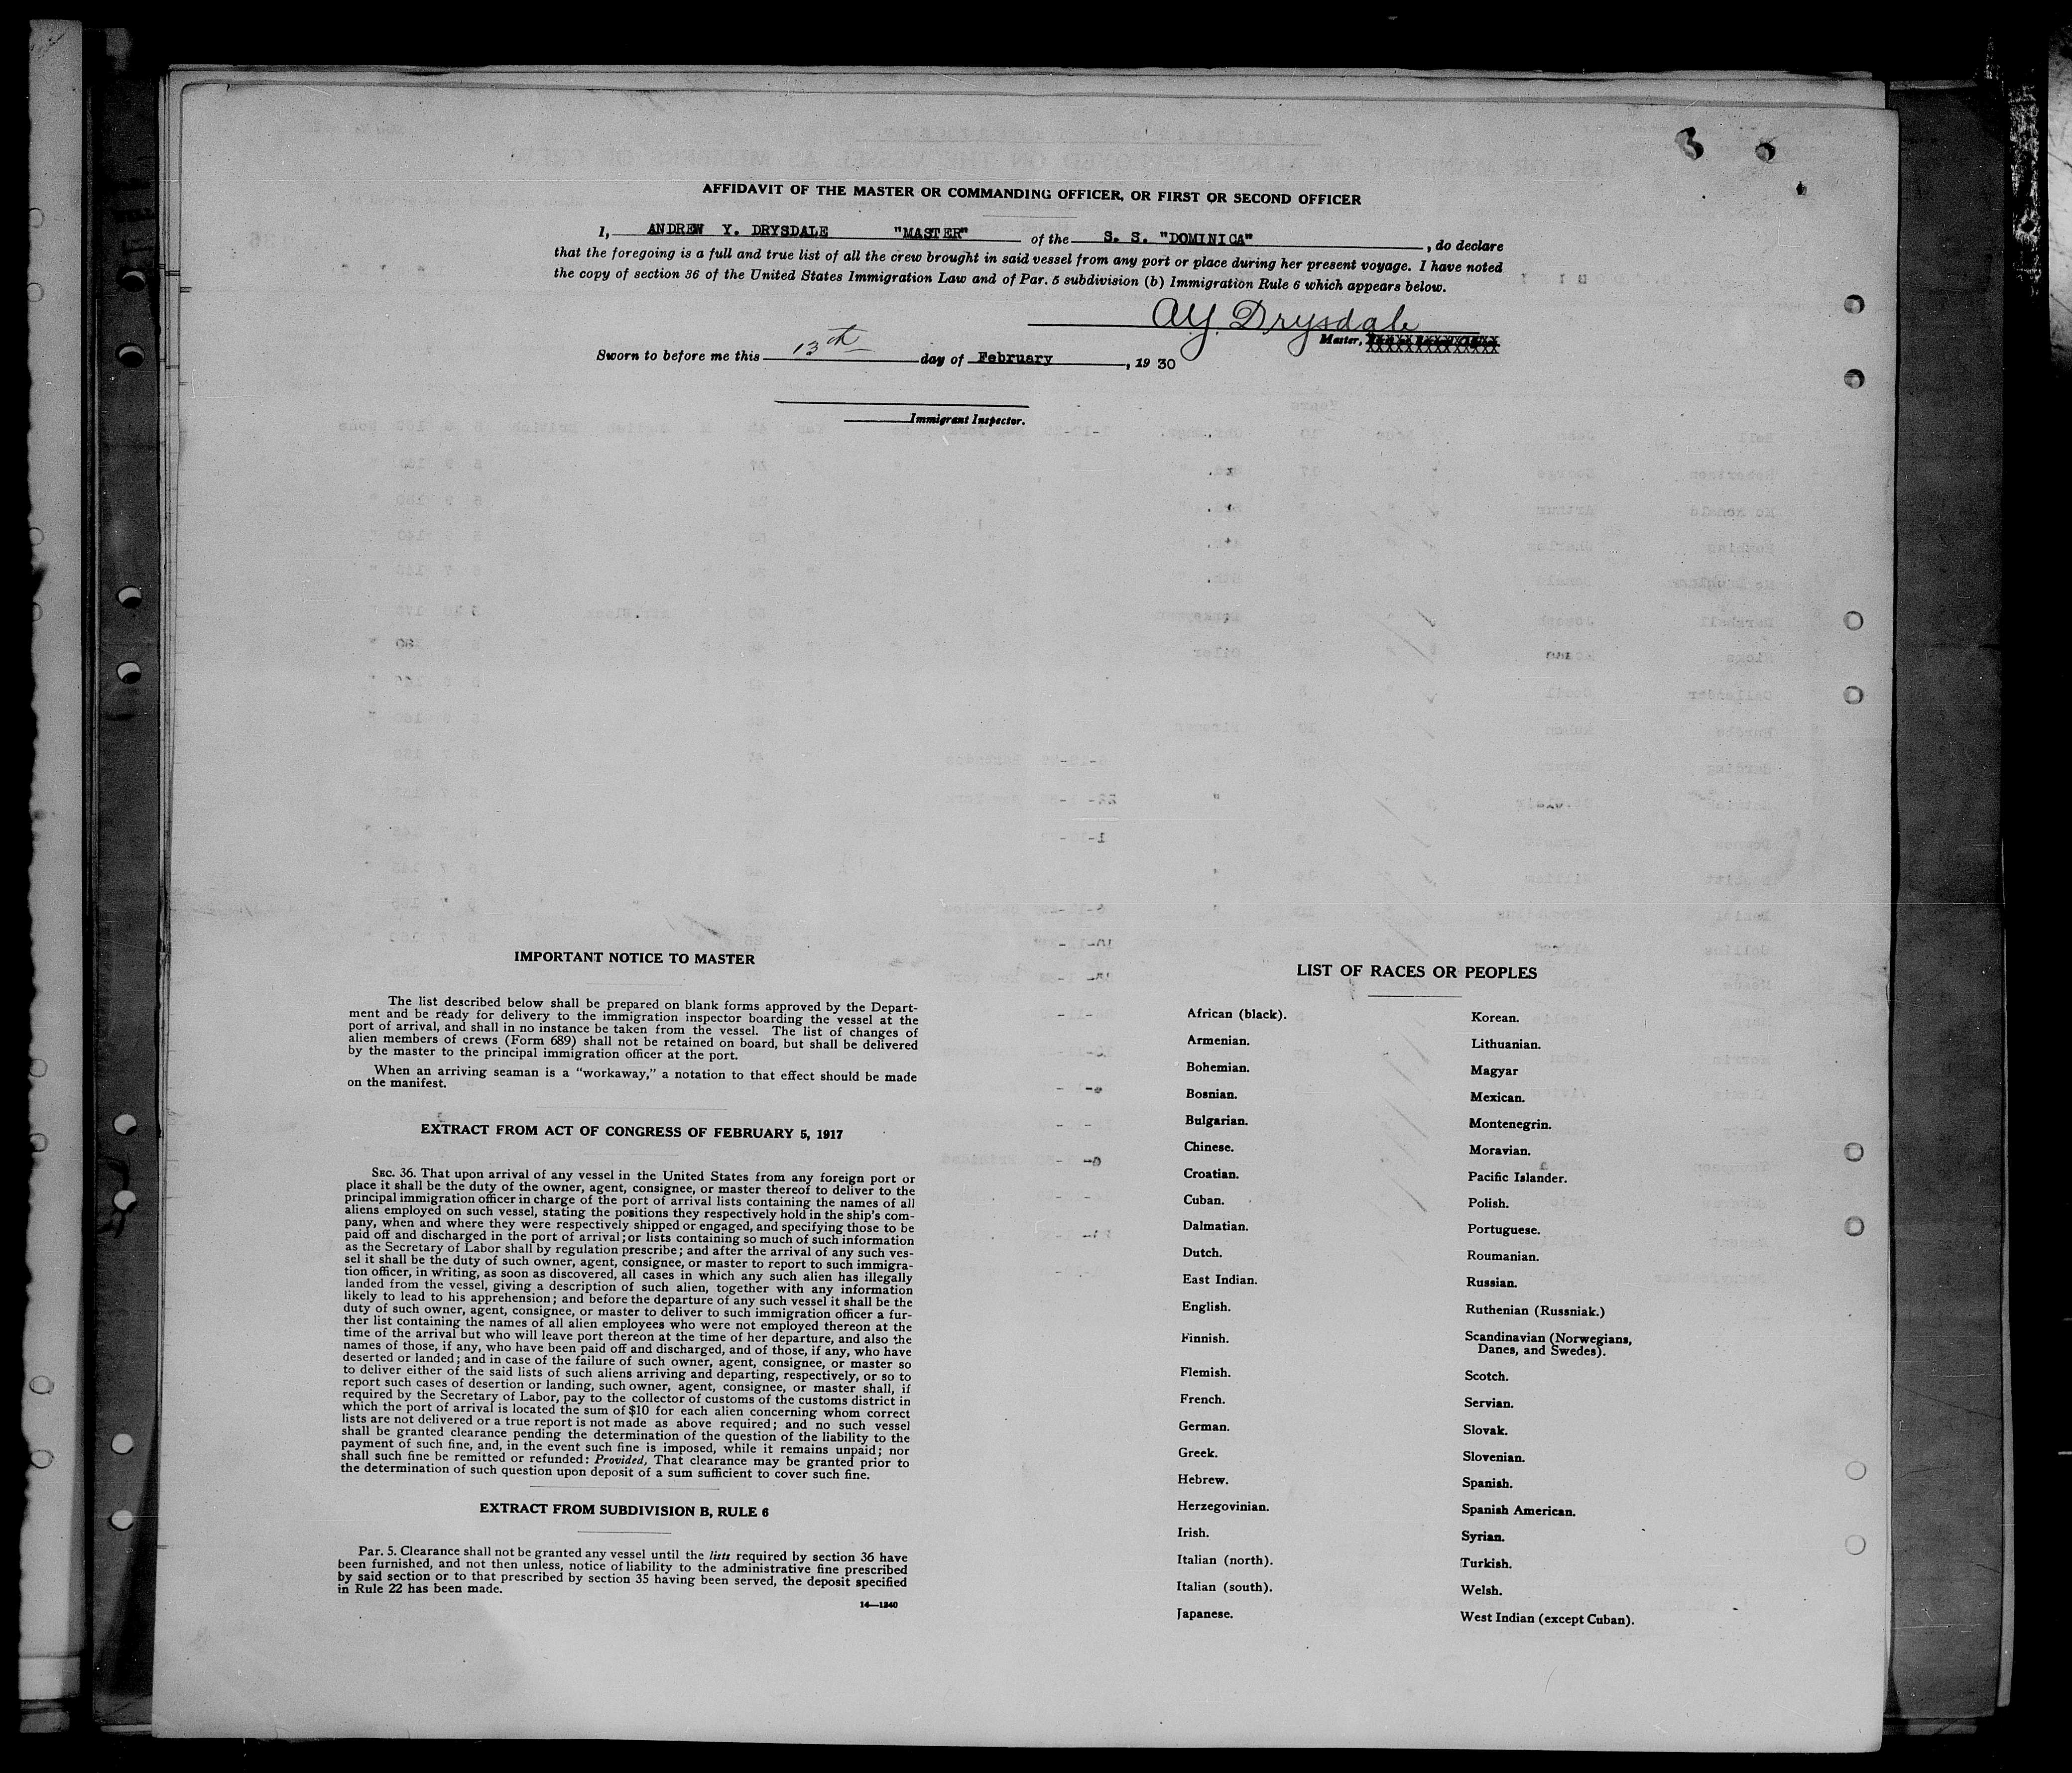 AFFIDAVIT OF THE MASTER OR COMMANDING OFFICER, OR FIRST OR SECOND OFFICER
I, ANDREW Y. DRYSDALE "MASTER" of the S. S. "DOMINICA", do declare
that the foregoing is a full and true list of all the crew brought in said vessel from any port or place during her present voyage. I have noted
the copy of section 36 of the United States Immigration Law and of Par. 5 subdivision (b) Immigration Rule 6 which appears below.
AY Drysdale
Master,
Sworn to before me this 13th day of February, 1930
Immigrant Inspector.
IMPORTANT NOTICE TO MASTER
The list described below shall be prepared on blank forms approved by the Depart-
ment and be ready for delivery to the immigration inspector boarding the vessel at the
port of arrival, and shall in no instance be taken from the vessel. The list of changes of
alien members of crews (Form 689) shall not be retained on board, but shall be delivered
by the master to the principal immigration officer at the port.
When an arriving seaman is a "workaway," a notation to that effect should be made
on the manifest.
EXTRACT FROM ACT OF CONGRESS OF FEBRUARY 5, 1917
SEC. 36. That upon arrival of any vessel in the United States from any foreign port or
place it shall be the duty of the owner, agent, consignee, or master thereof to deliver to the
principal immigration officer in charge of the port of arrival lists containing the names of all
aliens employed on such vessel, stating the positions they respectively hold in the ship's com-
pany, when and where they were respectively shipped or engaged, and specifying those to be
paid off and discharged in the port of arrival; or lists containing so much of such information
as the Secretary of Labor shall by regulation prescribe; and after the arrival of any such ves-
sel it shall be the duty of such owner, agent, consignee, or master to report to such immigra-
tion officer, in writing, as soon as discovered, all cases in which any such alien has illegally
landed from the vessel, giving a description of such alien, together with any information
likely to lead to his apprehension; and before the departure of any such vessel it shall be the
duty of such owner, agent, consignee, or master to deliver to such immigration officer a fur-
ther list containing the names of all alien employees who were not employed thereon at the
time of the arrival but who will leave port thereon at the time of her departure, and also the
names of those, if any, who have been paid off and discharged, and of those, if any, who have
deserted or landed; and in case of the failure of such owner, agent, consignee, or master so
to deliver either of the said lists of such aliens arriving and departing, respectively, or so to
report such cases of desertion or landing, such owner, agent, consignee, or master shall, if
required by the Secretary of Labor, pay to the collector of customs of the customs district in
which the port of arrival is located the sum of $10 for each alien concerning whom correct
lists are not delivered or a true report is not made as above required; and no such vessel
shall be granted clearance pending the determination of the question of the liability to the
payment of such fine, and, in the event such fine is imposed, while it remains unpaid; nor
shall such fine be remitted or refunded: Provided, That clearance may be granted prior to
the determination of such question upon deposit of a sum sufficient to cover such fine.
EXTRACT FROM SUBDIVISION B, RULE 6
Par. 5. Clearance shall not be granted any vessel until the lists required by section 36 have
been furnished, and not then unless, notice of liability to the administrative fine prescribed
by said section or to that prescribed by section 35 having been served, the deposit specified
in Rule 22 has been made.
14—1240
LIST OF RACES OR PEOPLES
African (black).
Armenian.
Bohemian.
Bosnian.
Bulgarian.
Chinese.
Croatian.
Cuban.
Dalmatian.
Dutch.
East Indian.
English.
Finnish.
Flemish.
French.
German.
Greek.
Hebrew.
Herzegovinian.
Irish.
Italian (north).
Italian (south).
Japanese.
Korean.
Lithuanian.
Magyar
Mexican.
Montenegrin.
Moravian.
Pacific Islander.
Polish.
Portuguese.
Roumanian.
Russian.
Ruthenian (Russniak.)
Scandinavian (Norwegians,
Danes, and Swedes).
Scotch.
Servian.
Slovak.
Slovenian.
Spanish.
Spanish American.
Syrian.
Turkish.
Welsh.
West Indian (except Cuban).